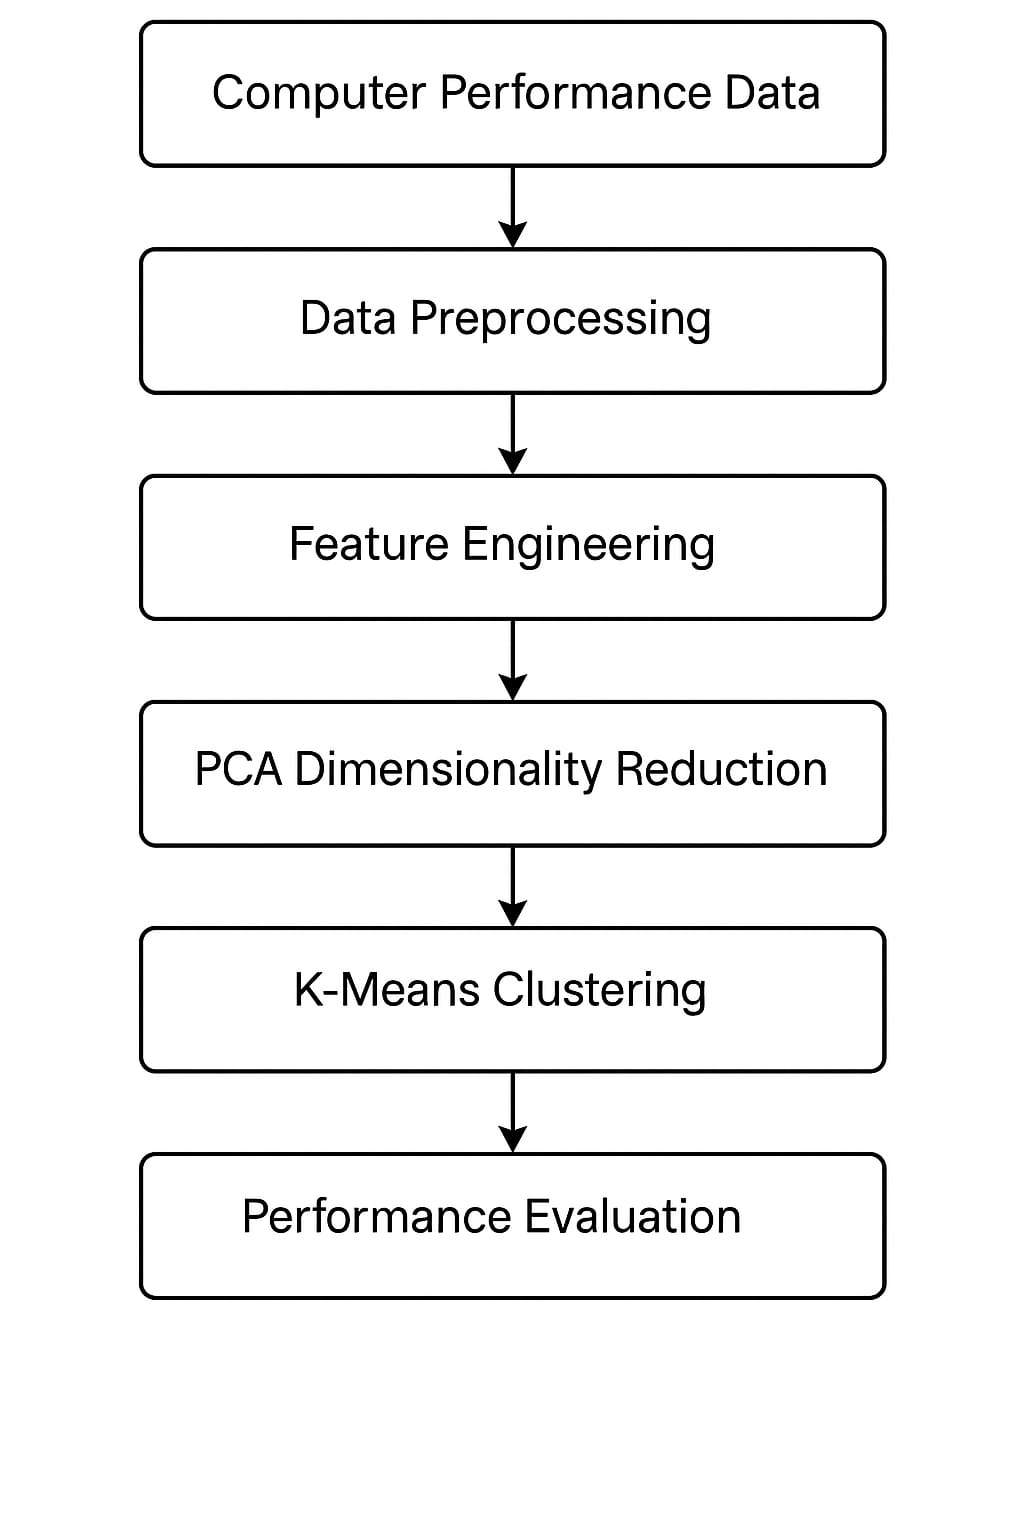 Computer Performance Data
Data Preprocessing
Feature Engineering
PCA Dimensionality Reduction
K-Means Clustering
Performance Evaluation